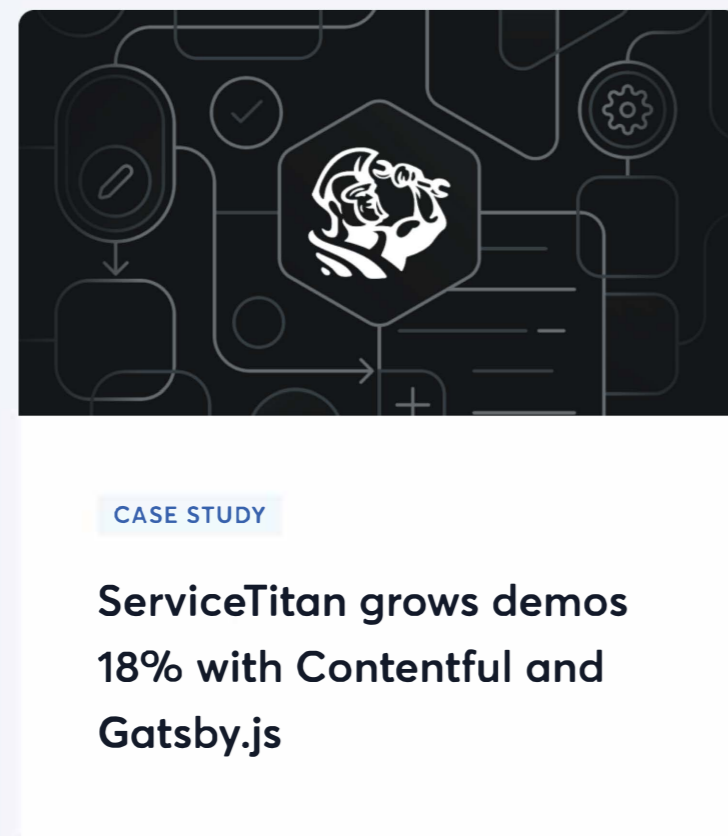 CASE STUDY
ServiceTitan grows demos
18% with Contentful and
Gatsby.js